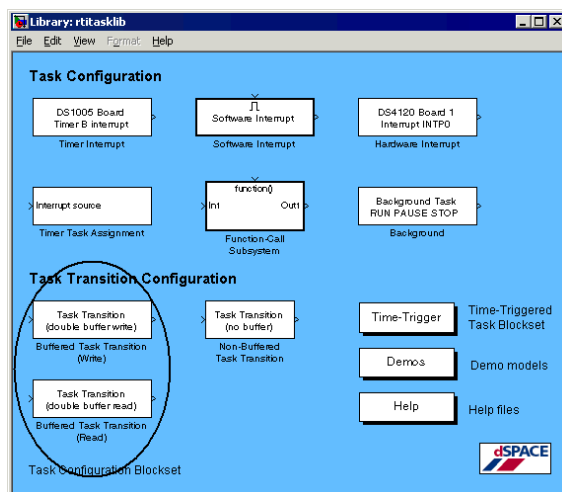 Library: rtitasklib
File Edit View Format Help
Task Configuration
DS1005 Board
Timer B interrupt
Timer Interrupt
Software Interrupt
Software Interrupt
DS4120 Board 1
Interrupt INTP0
Hardware Interrupt
Interrupt source
Timer Task Assignment
function()
In1 Out1
Function-Call
Subsystem
Background Task
RUN PAUSE STOP
Background
Task Transition Configuration
Task Transition
(double buffer write)
Buffered Task Transition
(Write)
Task Transition
(no buffer)
Non-Buffered
Task Transition
Time-Trigger
Time-Triggered
Task Blockset
Demos
Demo models
Task Transition
(double buffer read)
Buffered Task Transition
(Read)
Help
Help files
Task Configuration Blockset
dSPACE